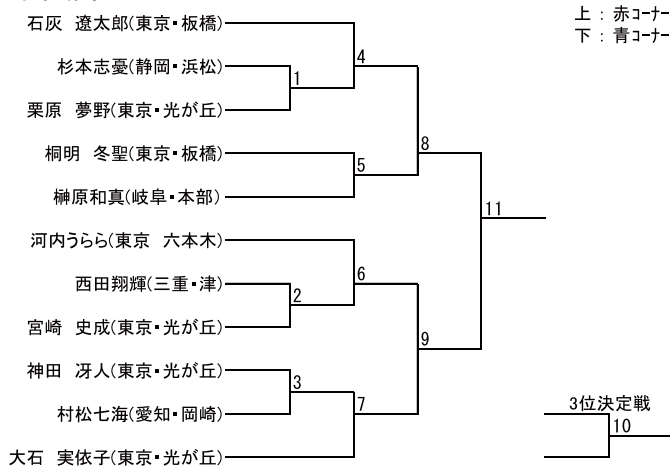 上 : 赤コーナー
下 : 青コーナー
石灰 遼太郎(東京・板橋)
4
杉本志憂(静岡・浜松)
1
栗原 夢野(東京・光が丘)
8
桐明 冬聖(東京・板橋)
5
榊原和真(岐阜・本部)
11
河内うらら(東京 六本木)
6
西田翔輝(三重・津)
2
宮崎 史成(東京・光が丘)
9
神田 冴人(東京・光が丘)
3
村松七海(愛知・岡崎)
7
3位決定戦
10
大石 実依子(東京・光が丘)